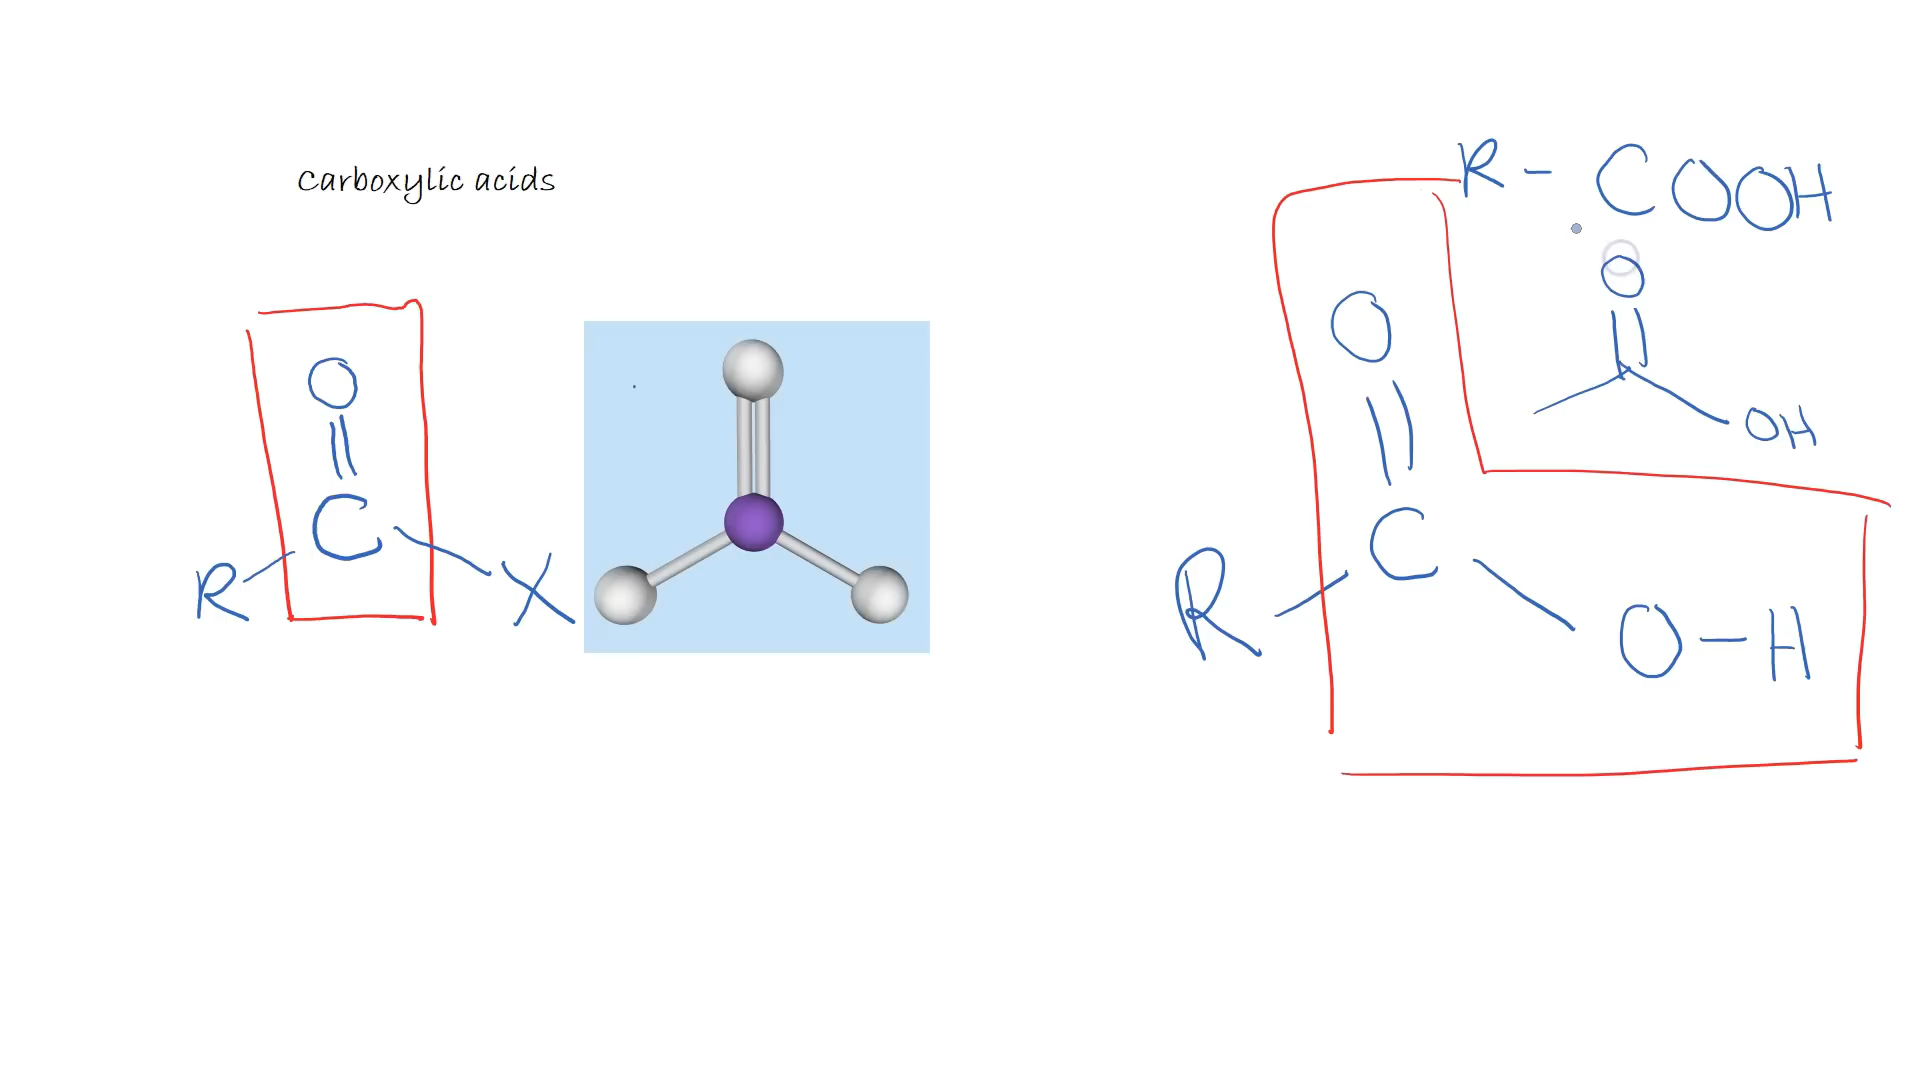 Carboxylic acids
R - COOH
O
OH
O
C
R
X
O
C
R
O-H